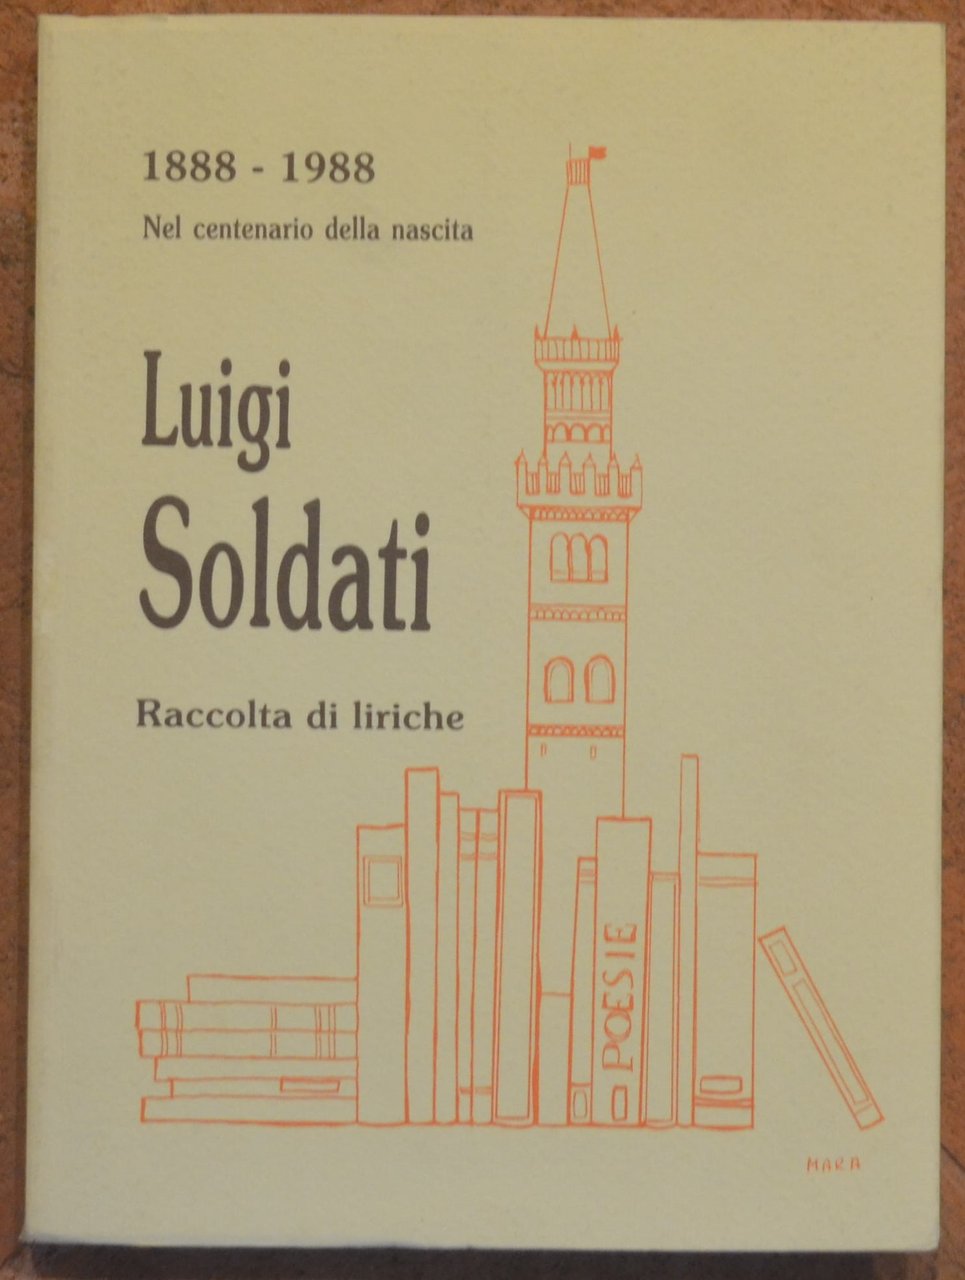 1888 - 1988
Nel centenario della nascita
Luigi
Soldati
Raccolta di liriche
POESIE
MARA